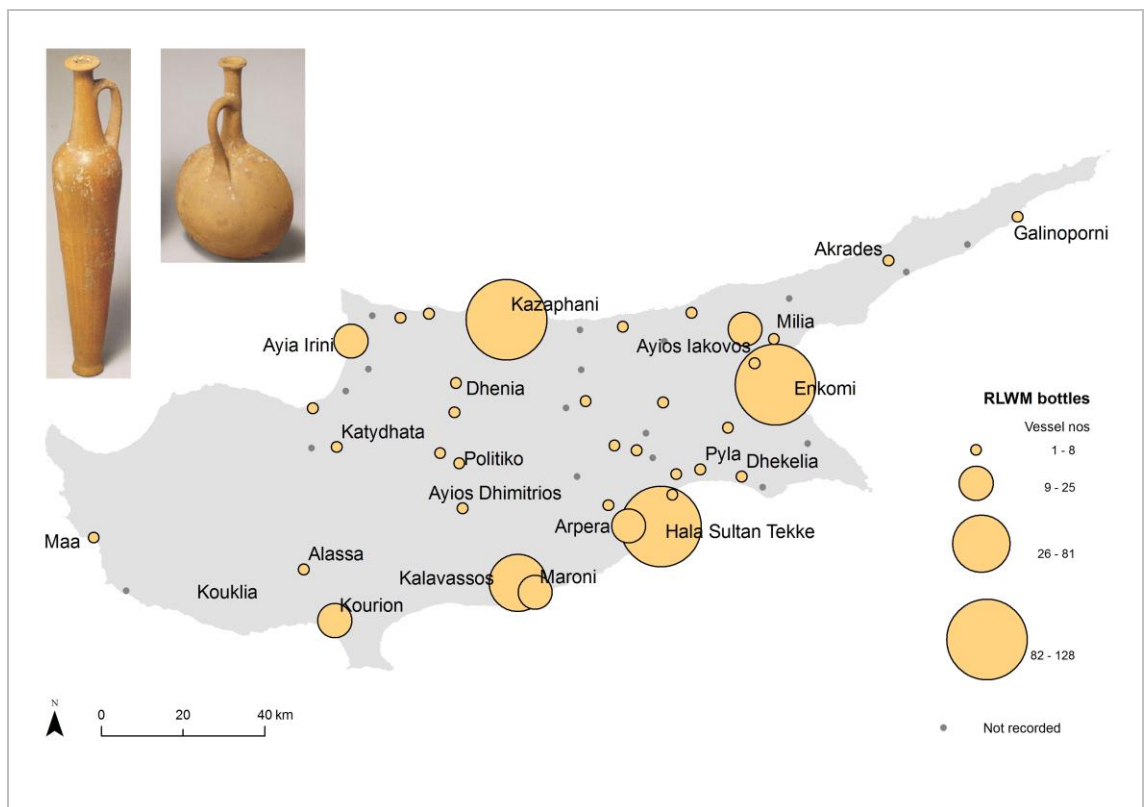 Galinoporni
Akrades
Kazaphani
Milia
Ayia Irini
Ayios Iakovos
Enkomi
Dhenia
RLWM bottles
Vessel nos
Katydhata
1 - 8
Politiko
Pyla
Dhekelia
9 - 25
Ayios Dhimitrios
Arpera
Hala Sultan Tekke
Maa
26 - 81
Alassa
Kalavassos
Maroni
Kouklia
Kourion
82 - 128
N
0 20 40 km
Not recorded